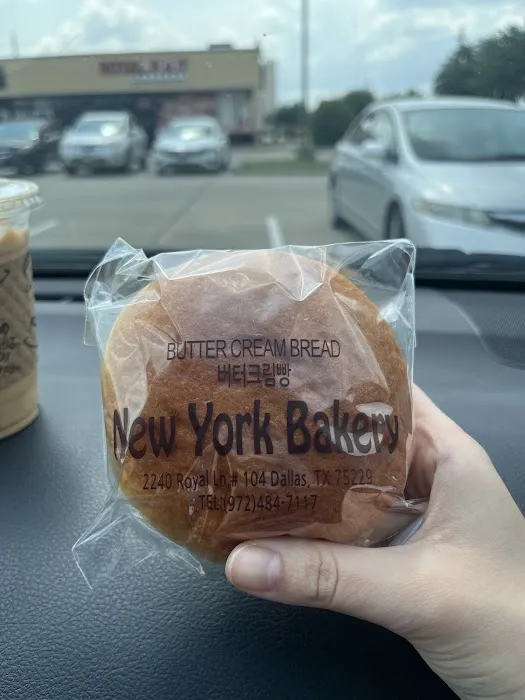 BUTTER CREAM BREAD
버터크림빵
New York Bakery
2240 Royal Ln.# 104 Dallas, TX 75229
TEL:(972)484-7117